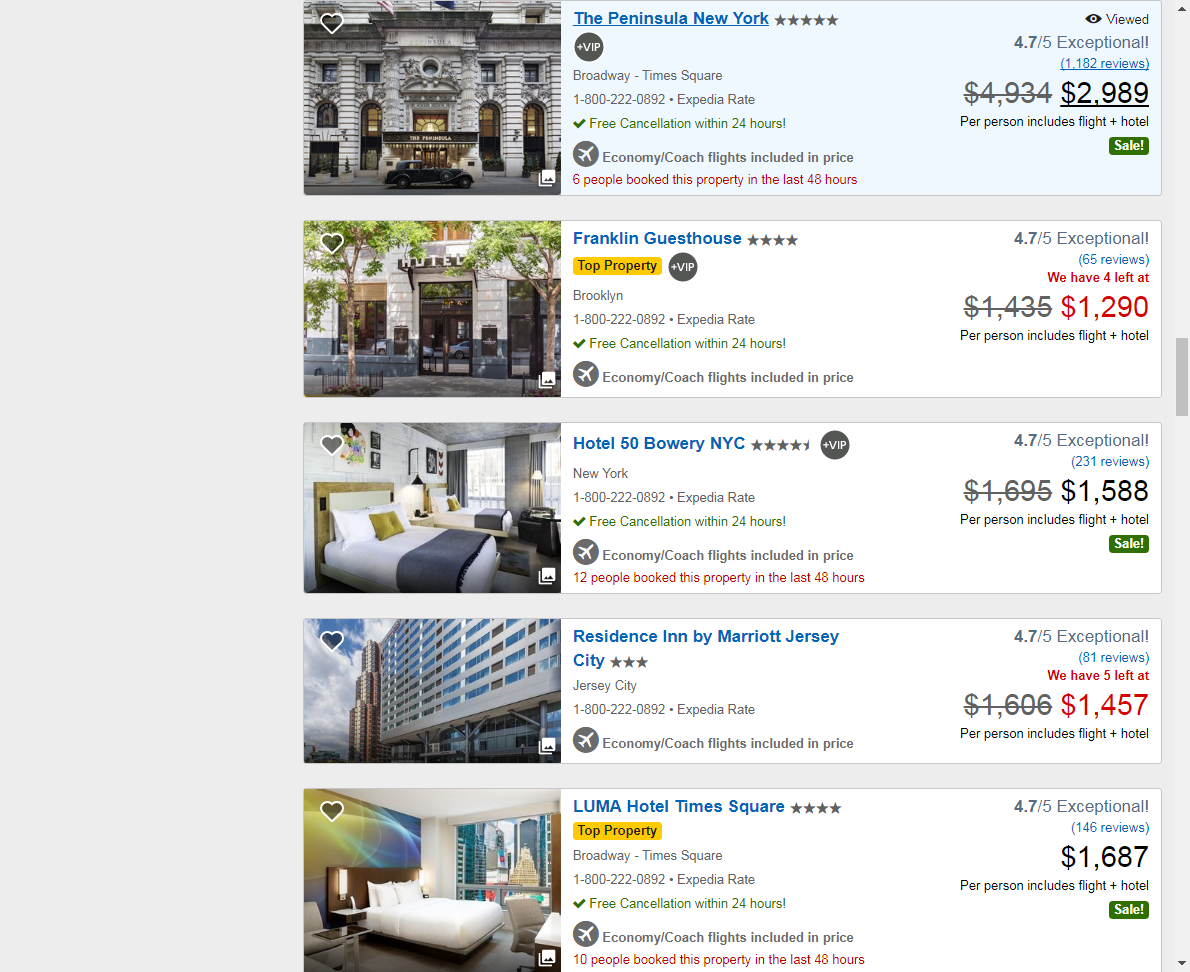 The Peninsula New York
Viewed
+VIP
4.7/5 Exceptional!
(1,182 reviews)
Broadway - Times Square
$4,934 $2,989
1-800-222-0892 • Expedia Rate
Per person includes flight + hotel
Free Cancellation within 24 hours!
Sale!
Economy/Coach flights included in price
6 people booked this property in the last 48 hours
THE PENINSULA
Franklin Guesthouse
4.7/5 Exceptional!
Top Property +VIP
(65 reviews)
We have 4 left at
Brooklyn
$1,435 $1,290
1-800-222-0892 • Expedia Rate
Per person includes flight + hotel
Free Cancellation within 24 hours!
Economy/Coach flights included in price
HOTEL
Hotel 50 Bowery NYC +VIP
4.7/5 Exceptional!
(231 reviews)
New York
$1,695 $1,588
1-800-222-0892 • Expedia Rate
Per person includes flight + hotel
Free Cancellation within 24 hours!
Sale!
Economy/Coach flights included in price
12 people booked this property in the last 48 hours
Residence Inn by Marriott Jersey
City
4.7/5 Exceptional!
(81 reviews)
We have 5 left at
Jersey City
$1,606 $1,457
1-800-222-0892 • Expedia Rate
Per person includes flight + hotel
Economy/Coach flights included in price
LUMA Hotel Times Square
4.7/5 Exceptional!
Top Property
(146 reviews)
Broadway - Times Square
$1,687
1-800-222-0892 • Expedia Rate
Per person includes flight + hotel
Free Cancellation within 24 hours!
Sale!
Economy/Coach flights included in price
10 people booked this property in the last 48 hours